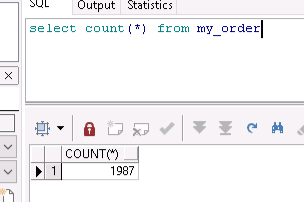 SQL Output Statistics
select count(*) from my_order
COUNT(*)
1 1987